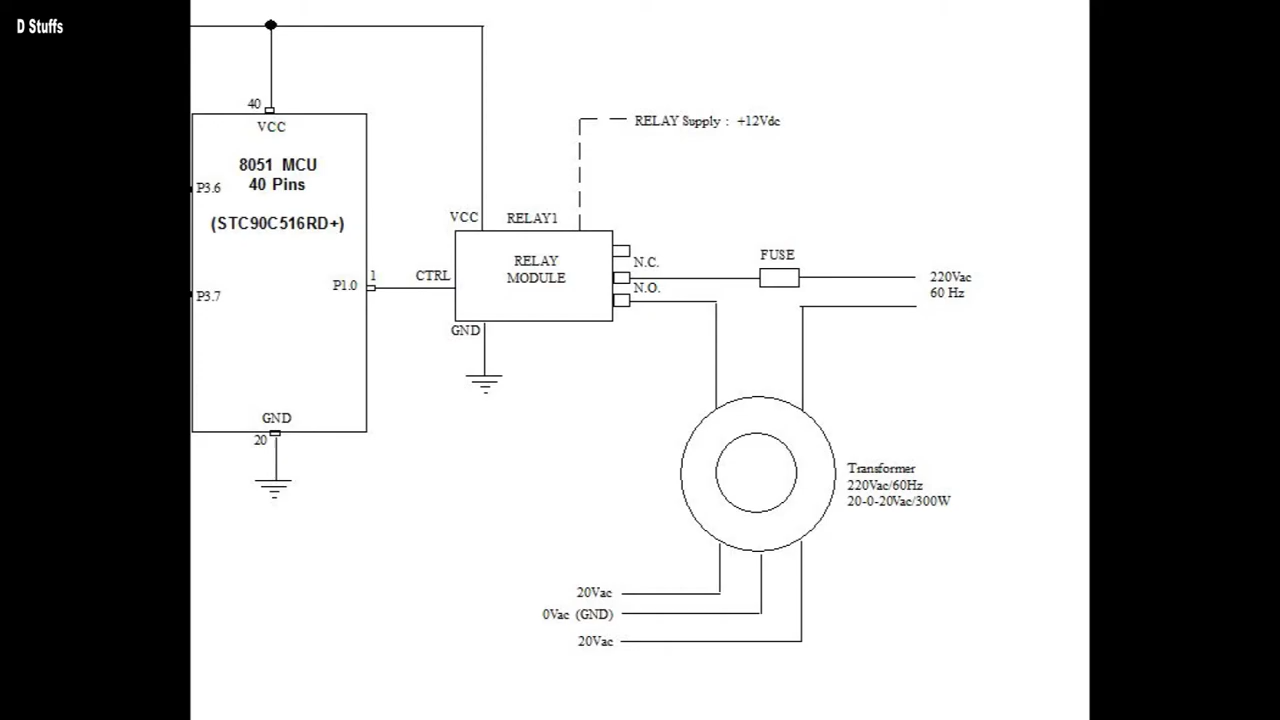 D Stuffs
40
VCC
8051 MCU
40 Pins
(STC90C516RD+)
P3.6
P3.7
P1.0
1
GND
20
RELAY Supply : +12Vdc
VCC
RELAY1
CTRL
RELAY
MODULE
GND
N.C.
N.O.
FUSE
220Vac
60 Hz
Transformer
220Vac/60Hz
20-0-20Vac/300W
20Vac
0Vac (GND)
20Vac